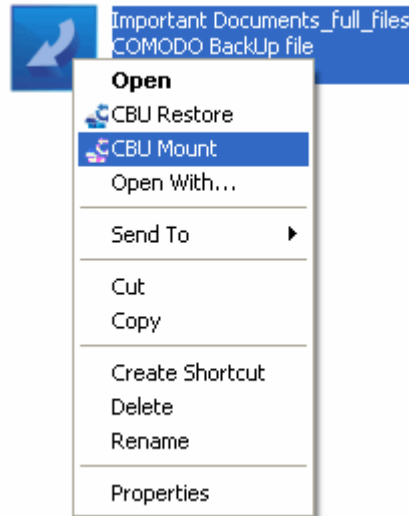 Important Documents_full_files
COMODO BackUp file
Open
CBU Restore
CBU Mount
Open With...
Send To
Cut
Copy
Create Shortcut
Delete
Rename
Properties